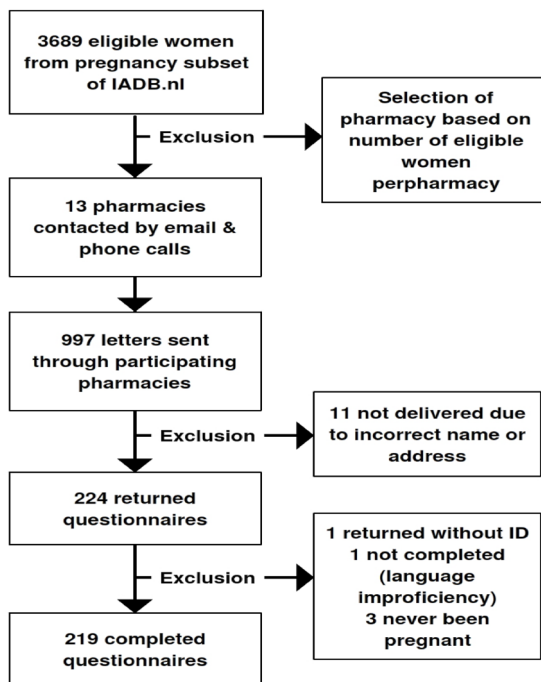 3689 eligible women
from pregnancy subset
of IADB.nl
Exclusion
Selection of
pharmacy based on
number of eligible
women
perpharmacy
13 pharmacies
contacted by email &
phone calls
997 letters sent
through participating
pharmacies
Exclusion
11 not delivered due
to incorrect name or
address
224 returned
questionnaires
Exclusion
1 returned without ID
1 not completed
(language
improficiency)
3 never been
pregnant
219 completed
questionnaires